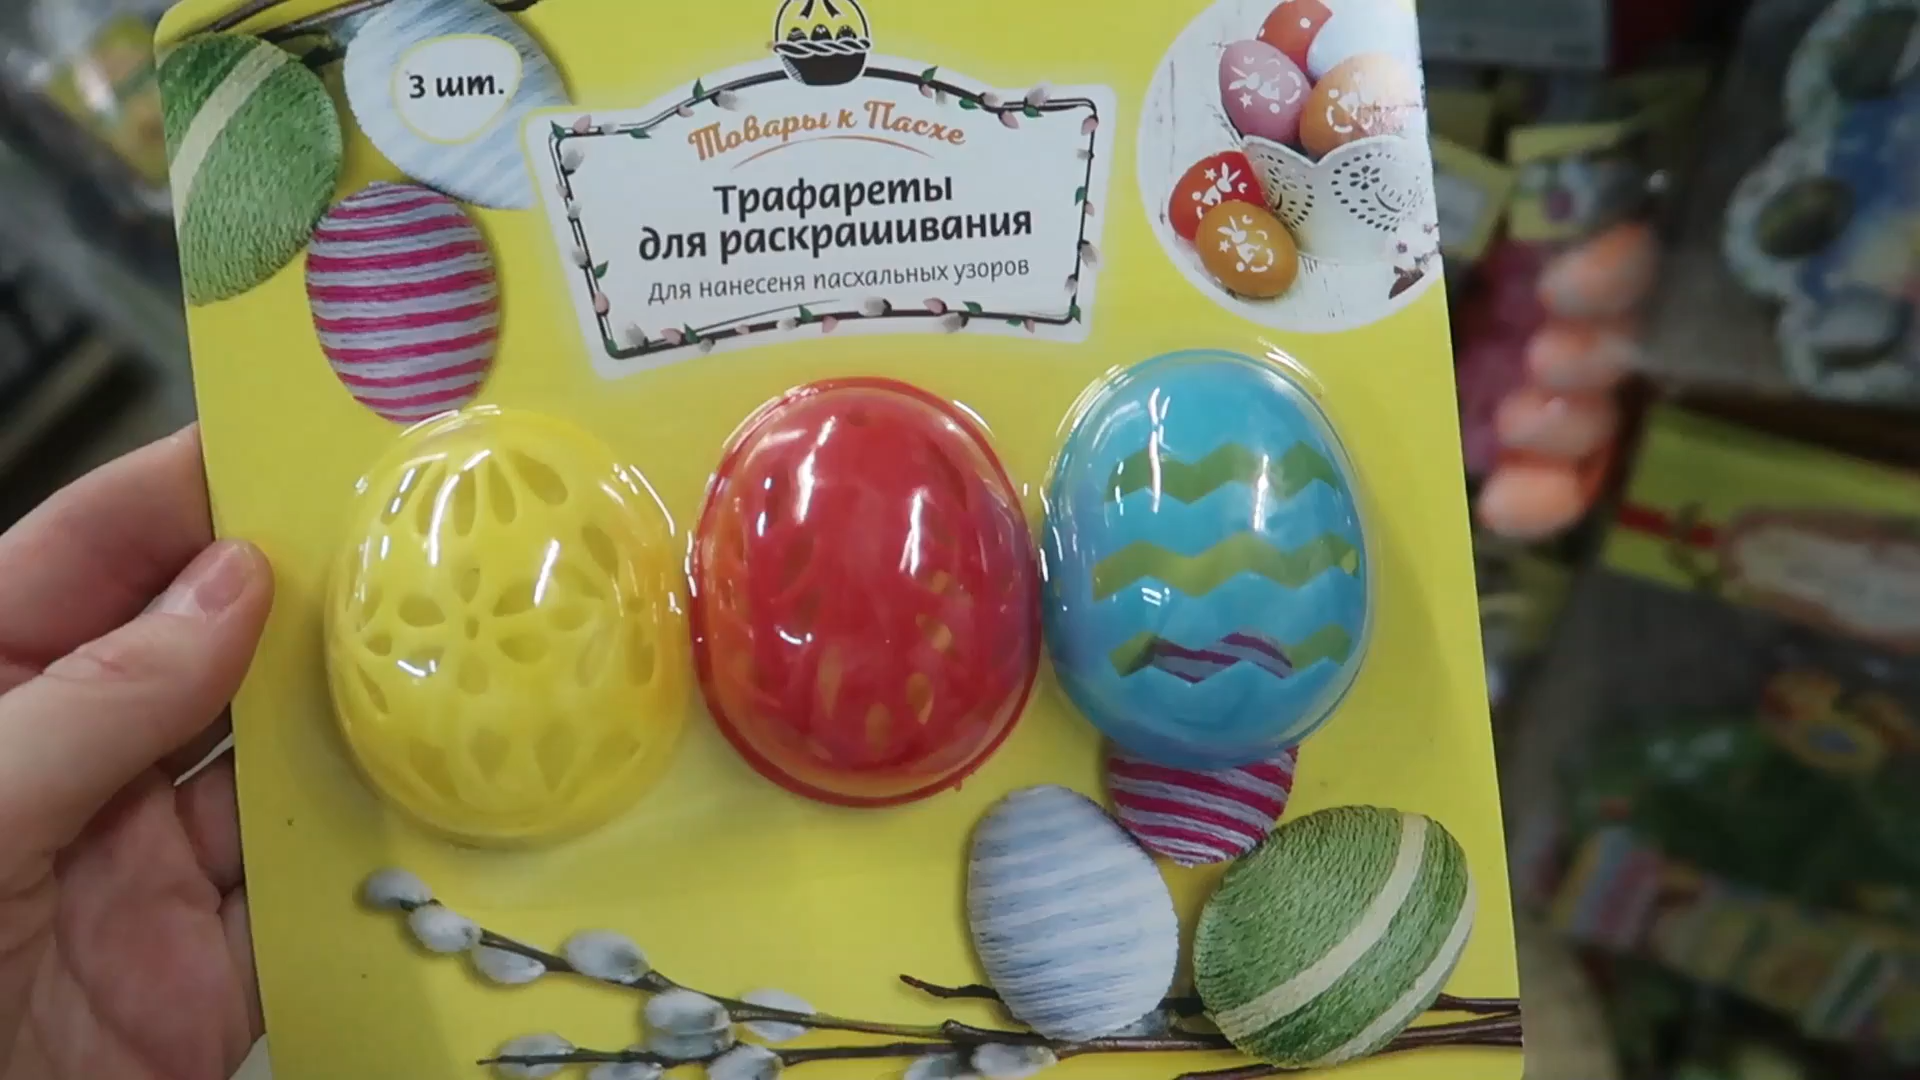 3 шт.
Товары к Пасхе
Трафареты
для раскрашивания
Для нанесеня пасхальных узоров